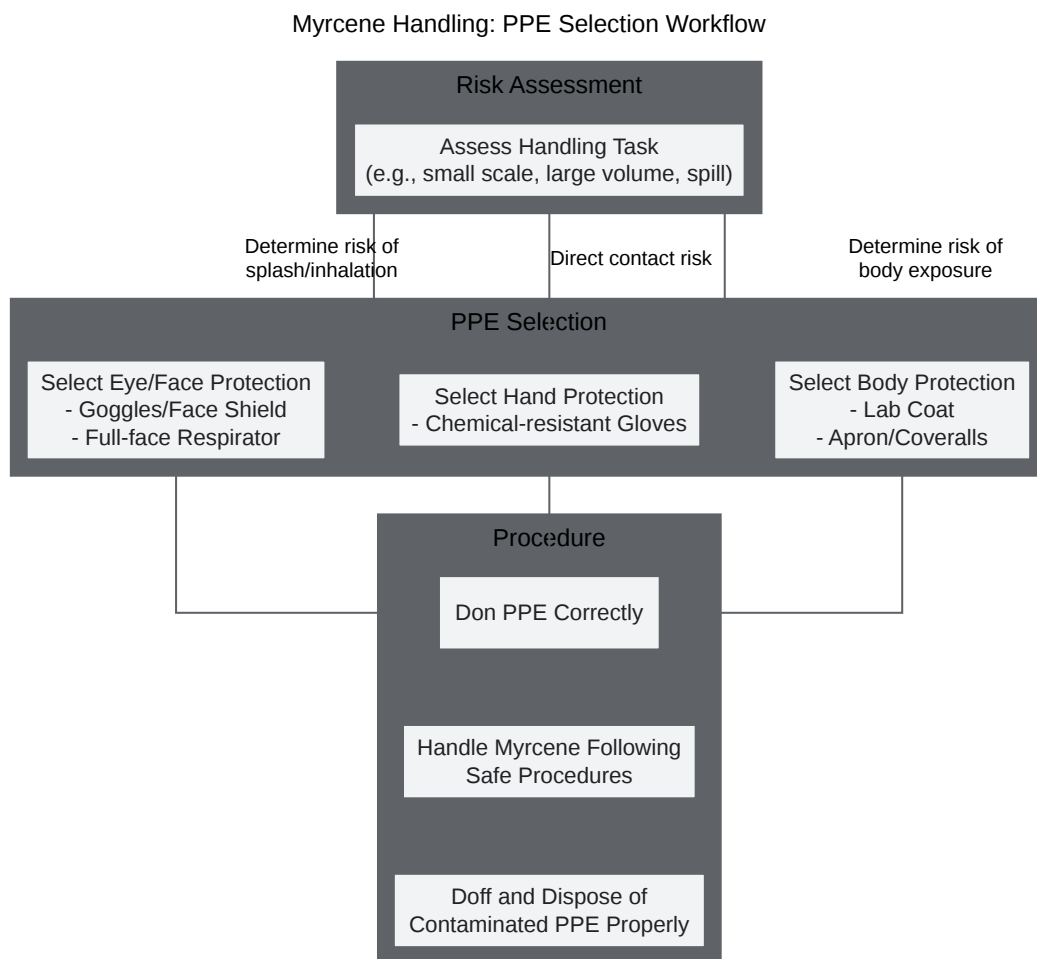 Myrcene Handling: PPE Selection Workflow
Risk Assessment
Assess Handling Task
(e.g., small scale, large volume, spill)
Determine risk of
splash/inhalation
Direct contact risk
Determine risk of
body exposure
PPE Selection
Select Eye/Face Protection
- Goggles/Face Shield
- Full-face Respirator
Select Hand Protection
- Chemical-resistant Gloves
Select Body Protection
- Lab Coat
- Apron/Coveralls
Procedure
Don PPE Correctly
Handle Myrcene Following
Safe Procedures
Doff and Dispose of
Contaminated PPE Properly